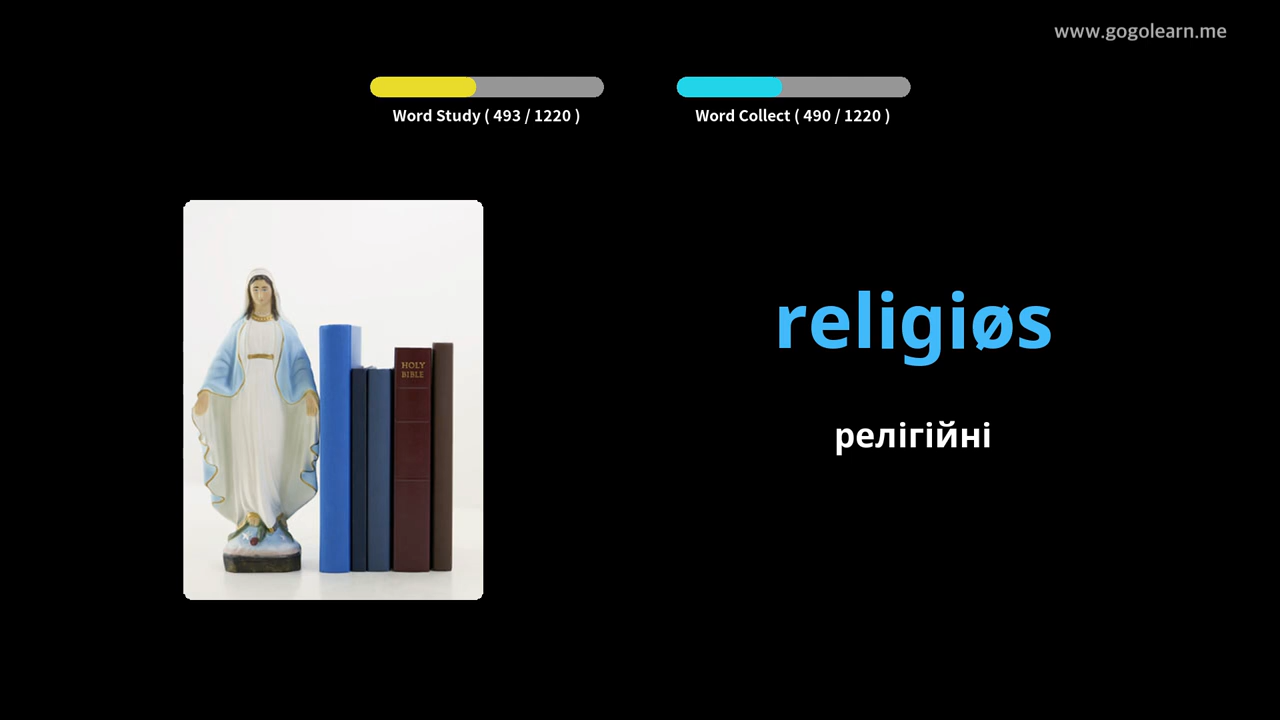 www.gogolearn.me
Word Study ( 493 / 1220 )
Word Collect ( 490 / 1220 )
HOLY
BIBLE
religiøs
релігійні